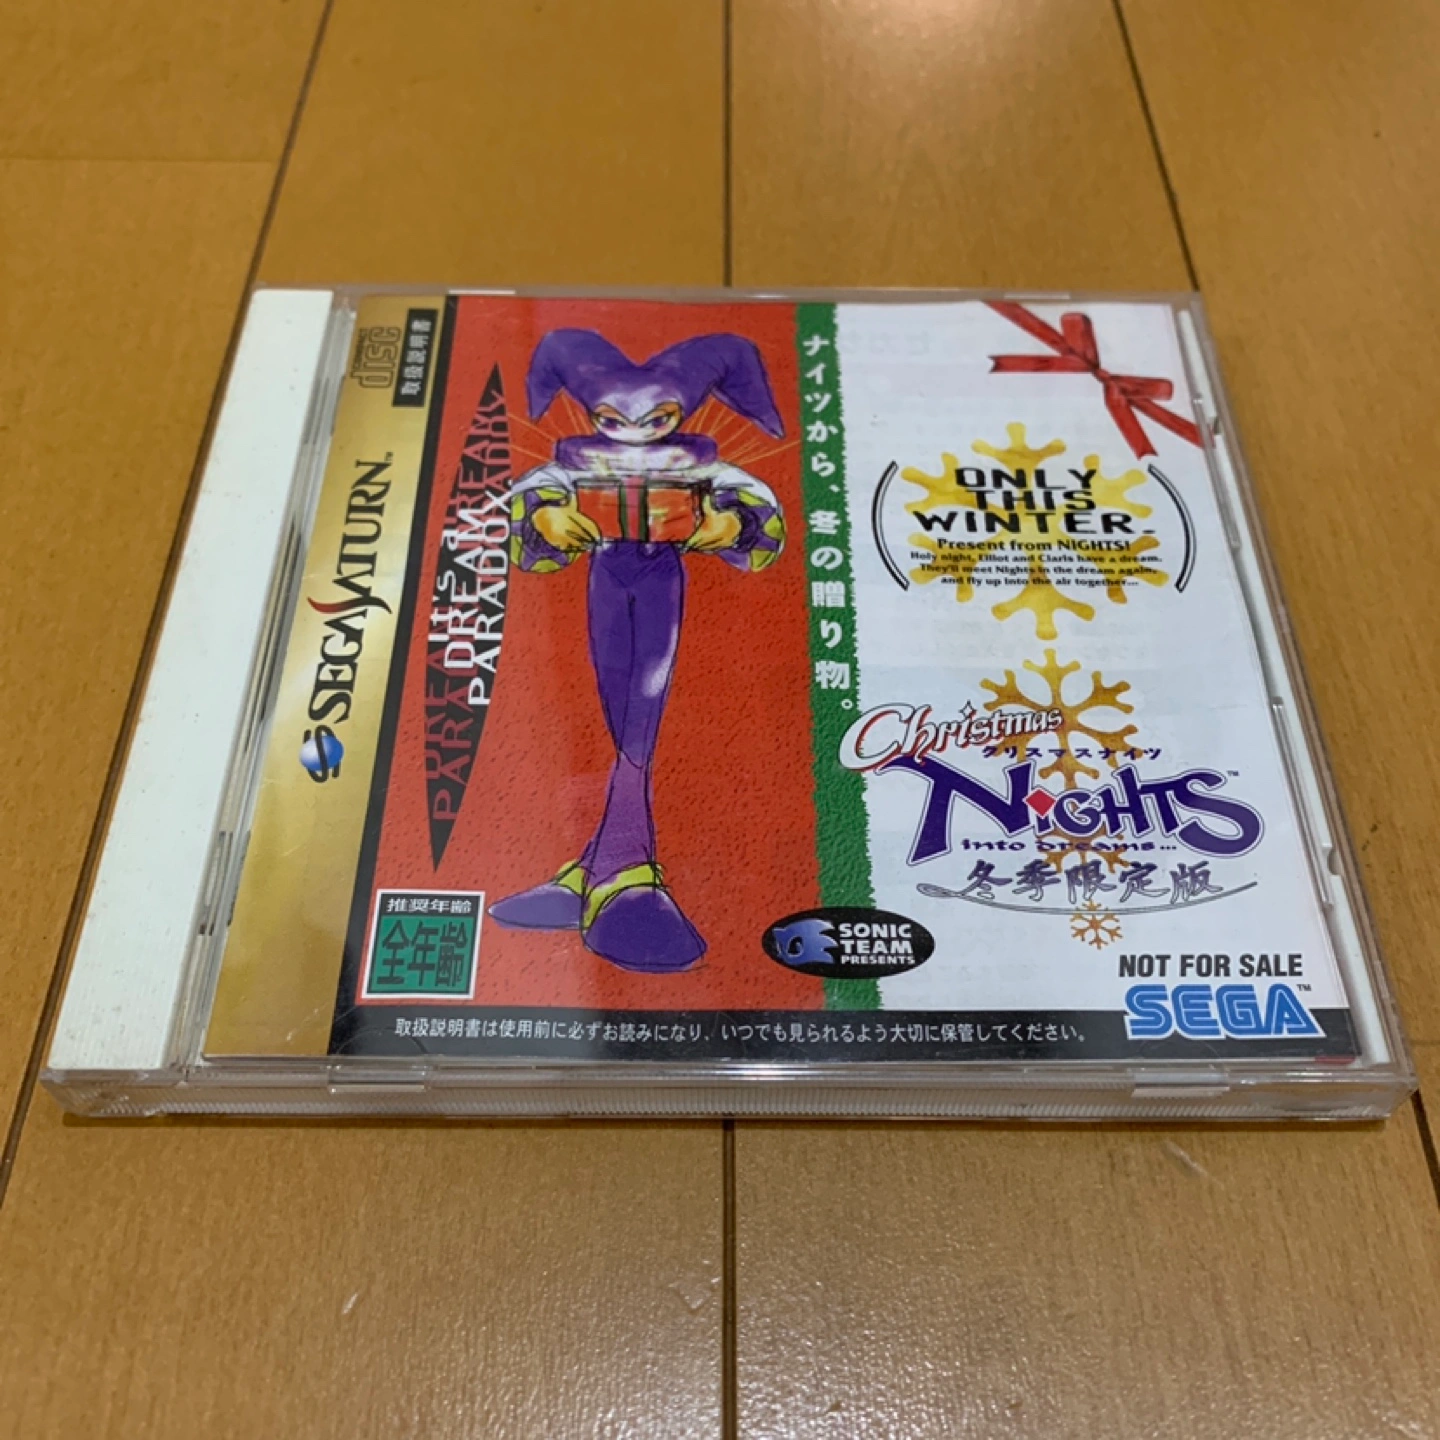 COMPACT
disc
取扱説明書
SEGA SATURN™
It's a
DREAM
PARADOX.
ナイツから、冬の贈り物。
ONLY
THIS
WINTER.
Present from NIGHTS!
Holy night, Elliot and Claris have a dream.
They'll meet Nights in the dream again,
and fly up into the air together...
Christmas
クリスマスナイツ
NiGHTS™
into dreams...
冬季限定版
推奨年齢
全年齢
SONIC
TEAM
PRESENTS
NOT FOR SALE
SEGA™
取扱説明書は使用前に必ずお読みになり、いつでも見られるよう大切に保管してください。